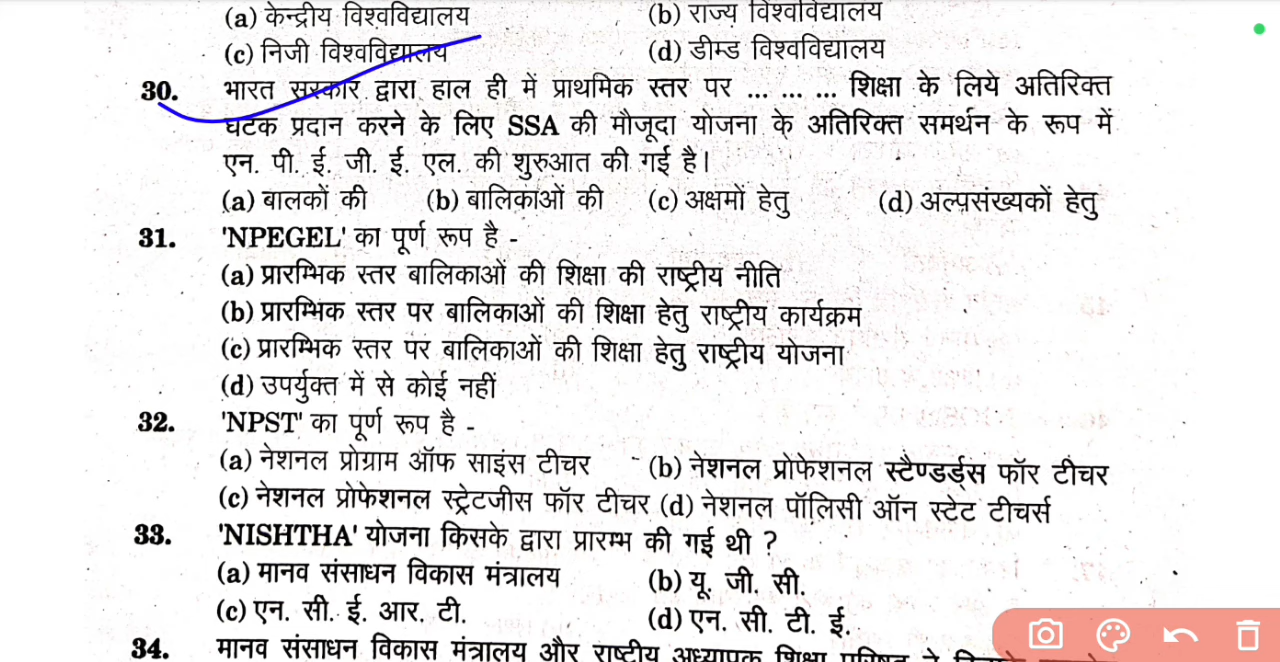 (a) केन्द्रीय विश्वविद्यालय (b) राज्य विश्वविद्यालय
(c) निजी विश्वविद्यालय (d) डीम्ड विश्वविद्यालय
30. भारत सरकार द्वारा हाल ही में प्राथमिक स्तर पर ... ... ... शिक्षा के लिये अतिरिक्त
घटक प्रदान करने के लिए SSA की मौजूदा योजना के अतिरिक्त समर्थन के रूप में
एन. पी. ई. जी. ई. एल. की शुरुआत की गई है।
(a) बालकों की (b) बालिकाओं की (c) अक्षमों हेतु (d) अल्पसंख्यकों हेतु
31. 'NPEGEL' का पूर्ण रूप है -
(a) प्रारम्भिक स्तर बालिकाओं की शिक्षा की राष्ट्रीय नीति
(b) प्रारम्भिक स्तर पर बालिकाओं की शिक्षा हेतु राष्ट्रीय कार्यक्रम
(c) प्रारम्भिक स्तर पर बालिकाओं की शिक्षा हेतु राष्ट्रीय योजना
(d) उपर्युक्त में से कोई नहीं
32. 'NPST' का पूर्ण रूप है -
(a) नेशनल प्रोग्राम ऑफ साइंस टीचर (b) नेशनल प्रोफेशनल स्टैण्डर्ड्स फॉर टीचर
(c) नेशनल प्रोफेशनल स्ट्रेटजीस फॉर टीचर (d) नेशनल पॉलिसी ऑन स्टेट टीचर्स
33. 'NISHTHA' योजना किसके द्वारा प्रारम्भ की गई थी ?
(a) मानव संसाधन विकास मंत्रालय (b) यू. जी. सी.
(c) एन. सी. ई. आर. टी. (d) एन. सी. टी. ई.
34. मानव संसाधन विकास मंत्रालय और राष्ट्रीय अध्यापक शिक्षा परिषद ने